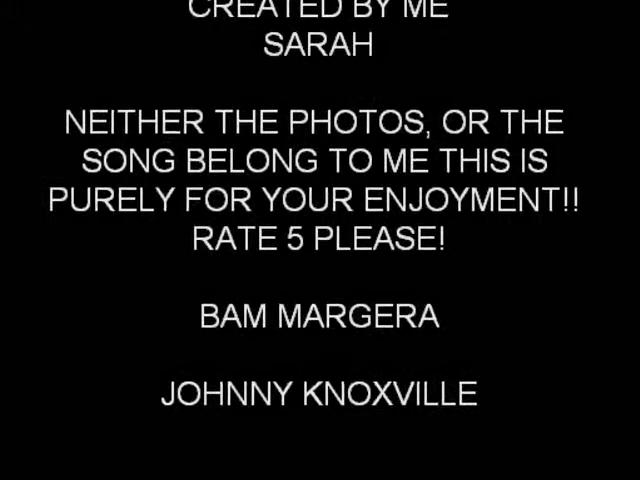 CREATED BY ME
SARAH
NEITHER THE PHOTOS, OR THE
SONG BELONG TO ME THIS IS
PURELY FOR YOUR ENJOYMENT!!
RATE 5 PLEASE!
BAM MARGERA
JOHNNY KNOXVILLE